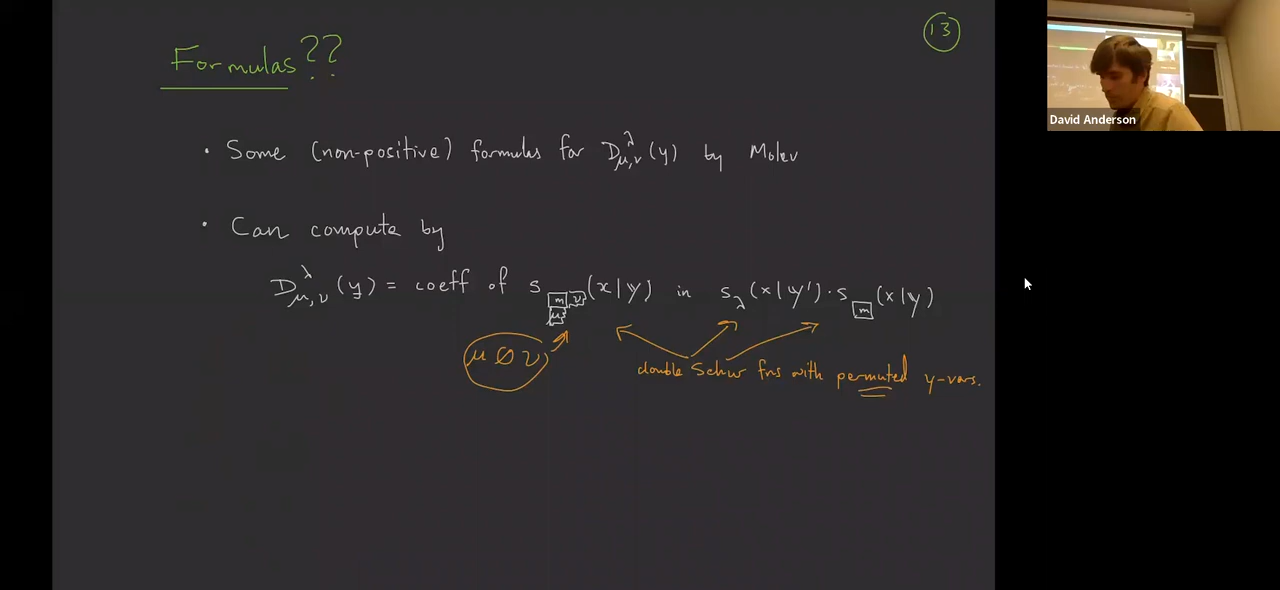 13
Formulas??
· Some (non-positive) formulas for D^λ_{μ,ν}(y) by Molev
· Can compute by
D^λ_{μ,ν}(y) = coeff of s_{m ν μ}(x|y) in s_λ(x|y')·s_m(x|y)
μ ⊘ ν
double Schur fns with permuted y-vars.
David Anderson